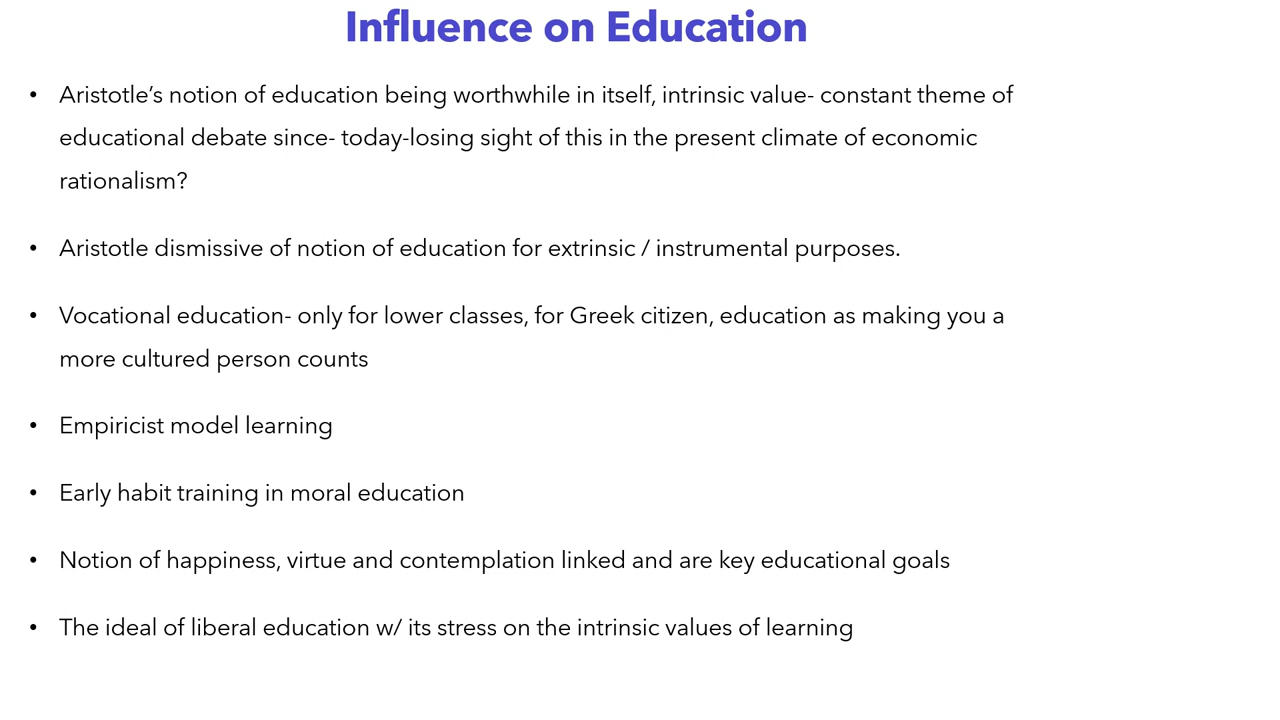 Influence on Education
• Aristotle’s notion of education being worthwhile in itself, intrinsic value- constant theme of
educational debate since- today-losing sight of this in the present climate of economic
rationalism?
• Aristotle dismissive of notion of education for extrinsic / instrumental purposes.
• Vocational education- only for lower classes, for Greek citizen, education as making you a
more cultured person counts
• Empiricist model learning
• Early habit training in moral education
• Notion of happiness, virtue and contemplation linked and are key educational goals
• The ideal of liberal education w/ its stress on the intrinsic values of learning